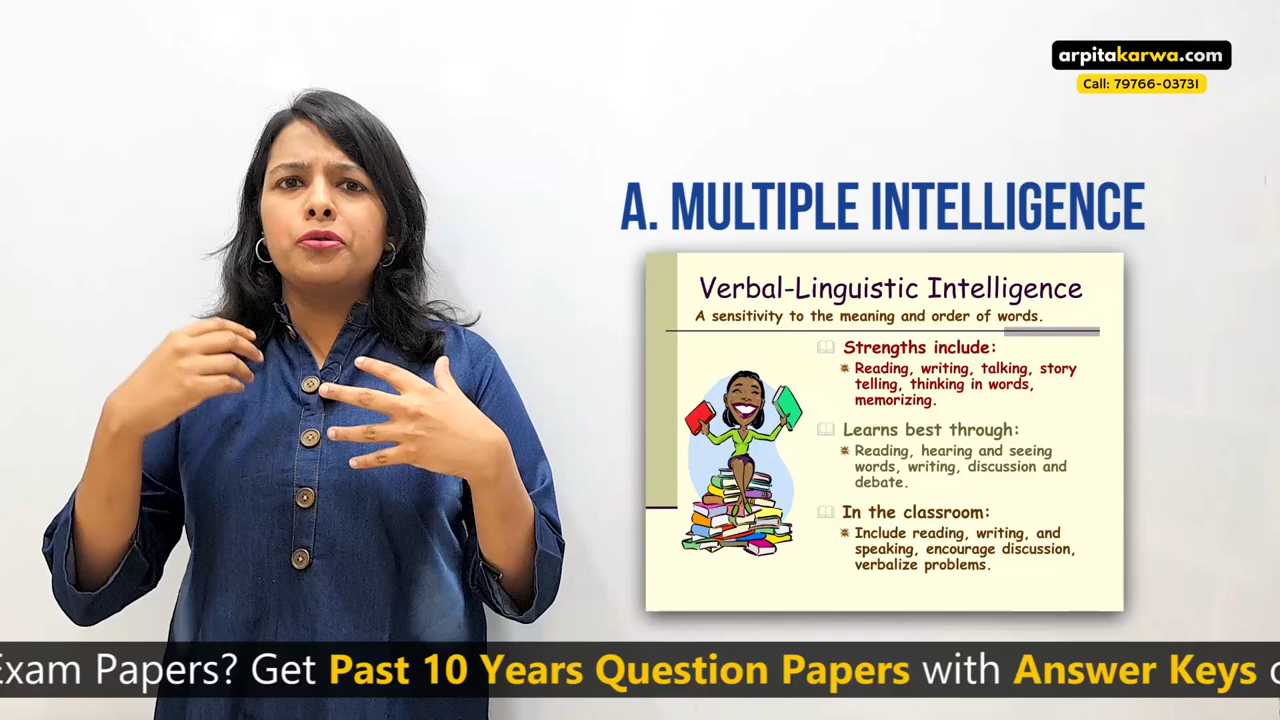 arpitakarwa.com
Call: 79766-03731
A. MULTIPLE INTELLIGENCE
Verbal-Linguistic Intelligence
A sensitivity to the meaning and order of words.
Strengths include:
Reading, writing, talking, story
telling, thinking in words,
memorizing.
Learns best through:
Reading, hearing and seeing
words, writing, discussion and
debate.
In the classroom:
Include reading, writing, and
speaking, encourage discussion,
verbalize problems.
Exam Papers? Get Past 10 Years Question Papers with Answer Keys